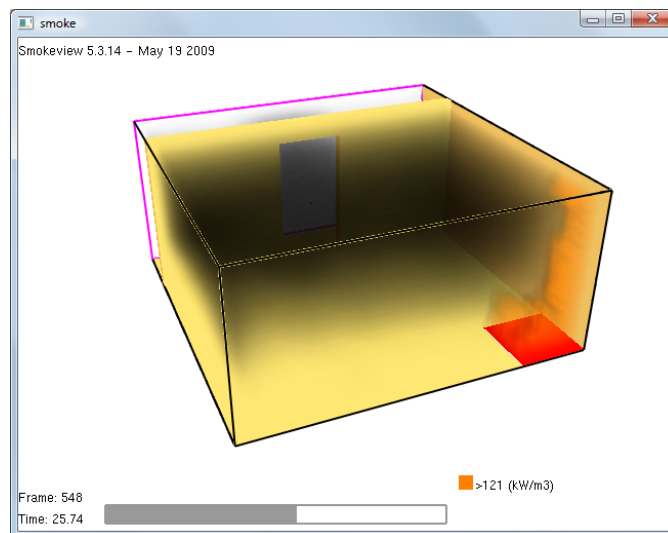 smoke
Smokeview 5.3.14 - May 19 2009
>121 (kW/m3)
Frame: 548
Time: 25.74